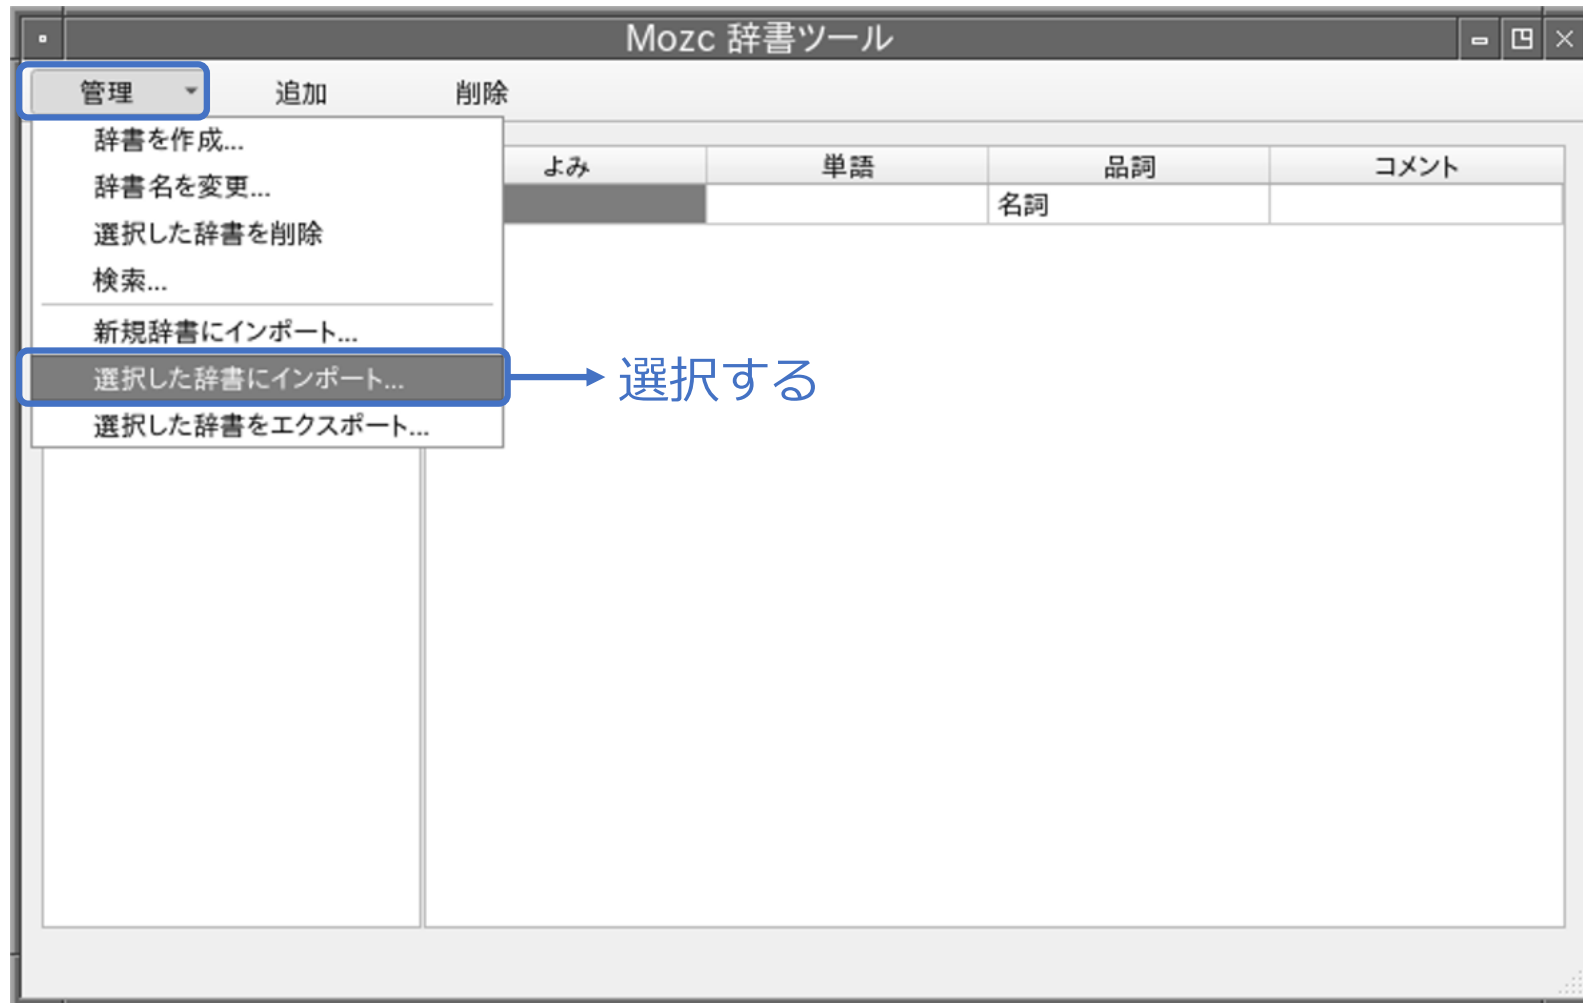 Mozc 辞書ツール
管理 追加 削除
辞書を作成...
辞書名を変更...
選択した辞書を削除
検索...
新規辞書にインポート...
選択した辞書にインポート...
選択した辞書をエクスポート...
よみ 単語 品詞 コメント
名詞
選択する